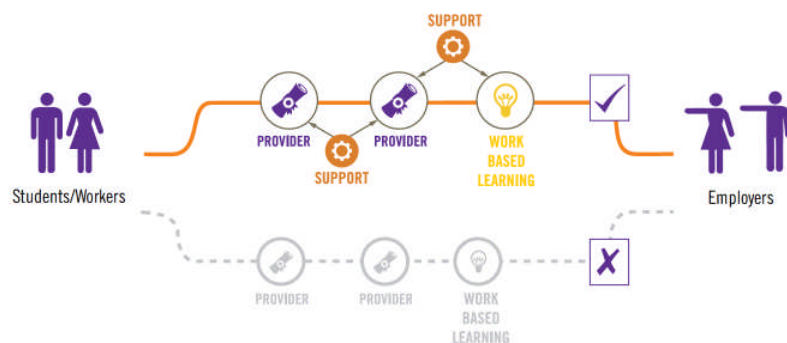 SUPPORT
PROVIDER
PROVIDER
WORK
BASED
LEARNING
SUPPORT
Students/Workers
Employers
PROVIDER
PROVIDER
WORK
BASED
LEARNING